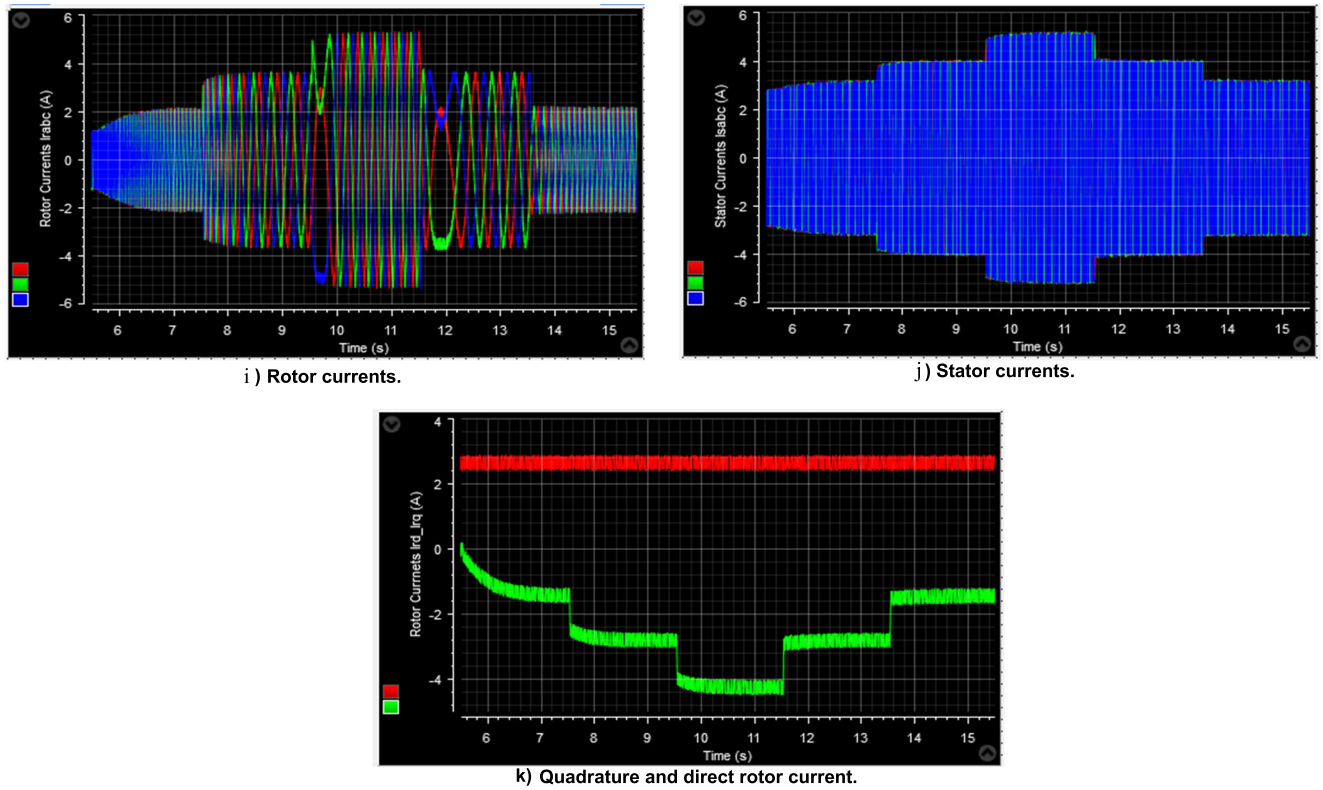 Rotor Currents Irabc (A)
6
4
2
0
-2
-4
-6
6 7 8 9 10 11 12 13 14 15
Time (s)
i) Rotor currents.
Stator Currents Isabc (A)
6
4
2
0
-2
-4
-6
6 7 8 9 10 11 12 13 14 15
Time (s)
j) Stator currents.
Rotor Currnets Ird_Irq (A)
4
2
0
-2
-4
6 7 8 9 10 11 12 13 14 15
Time (s)
k) Quadrature and direct rotor current.